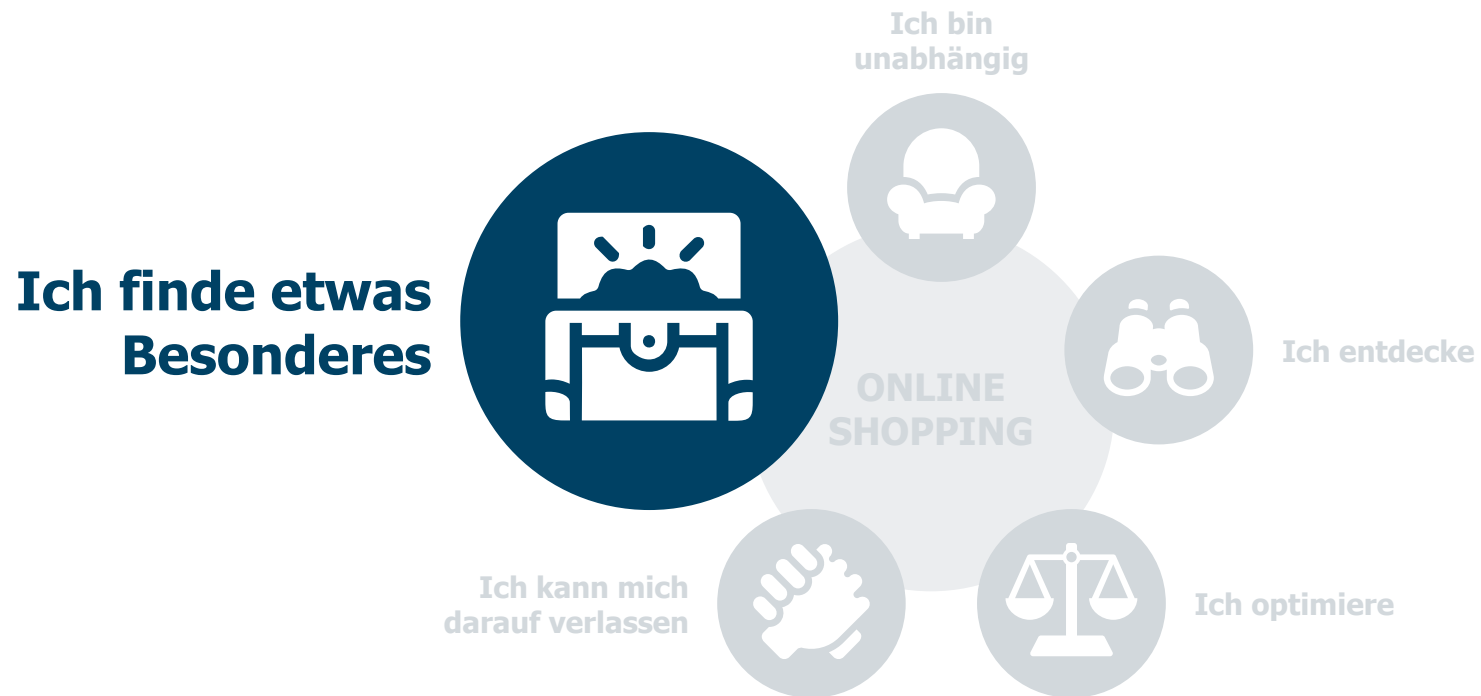 Ich bin
unabhängig
Ich finde etwas
Besonderes
Ich entdecke
ONLINE
SHOPPING
Ich kann mich
darauf verlassen
Ich optimiere